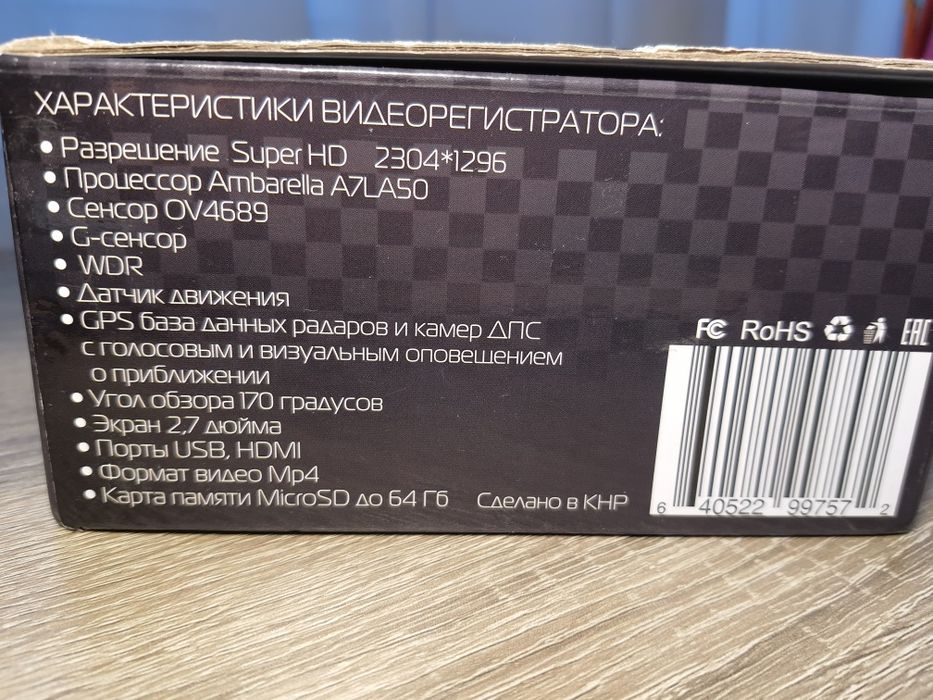 ХАРАКТЕРИСТИКИ ВИДЕОРЕГИСТРАТОРА:
• Разрешение Super HD 2304*1296
• Процессор Ambarella A7LA50
• Сенсор OV4689
• G-сенсор
• WDR
• Датчик движения
• GPS база данных радаров и камер ДПС
с голосовым и визуальным оповещением
о приближении
• Угол обзора 170 градусов
• Экран 2,7 дюйма
• Порты USB, HDMI
• Формат видео Mp4
• Карта памяти MicroSD до 64 Гб
Сделано в КНР
FC RoHS EAC
6 40522 99757 2